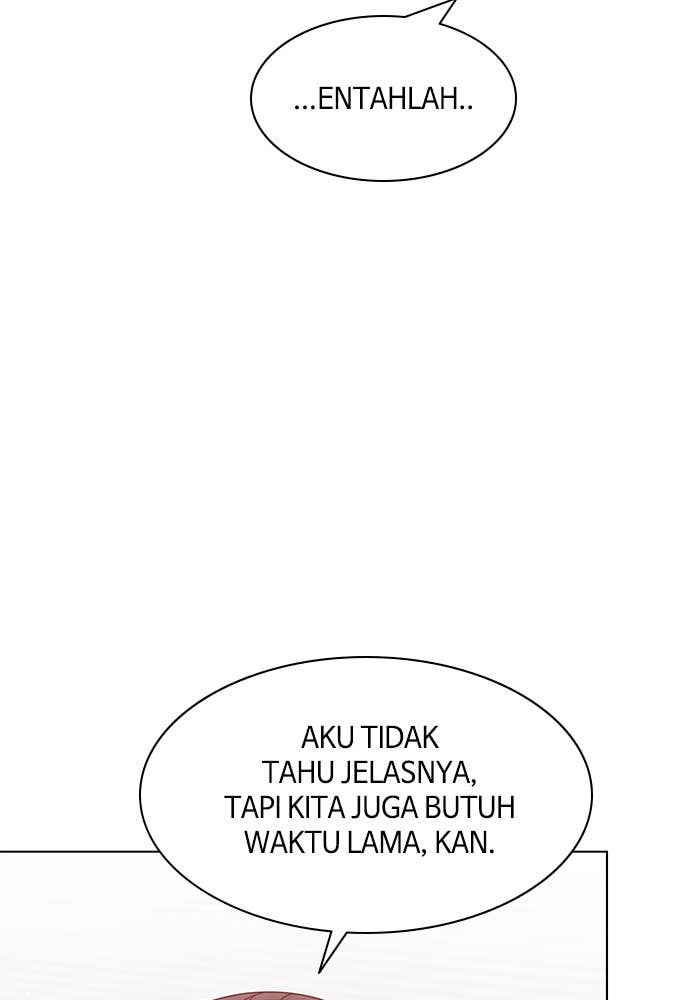 ...ENTAHLAH..
AKU TIDAK
TAHU JELASNYA,
TAPI KITA JUGA BUTUH
WAKTU LAMA, KAN.